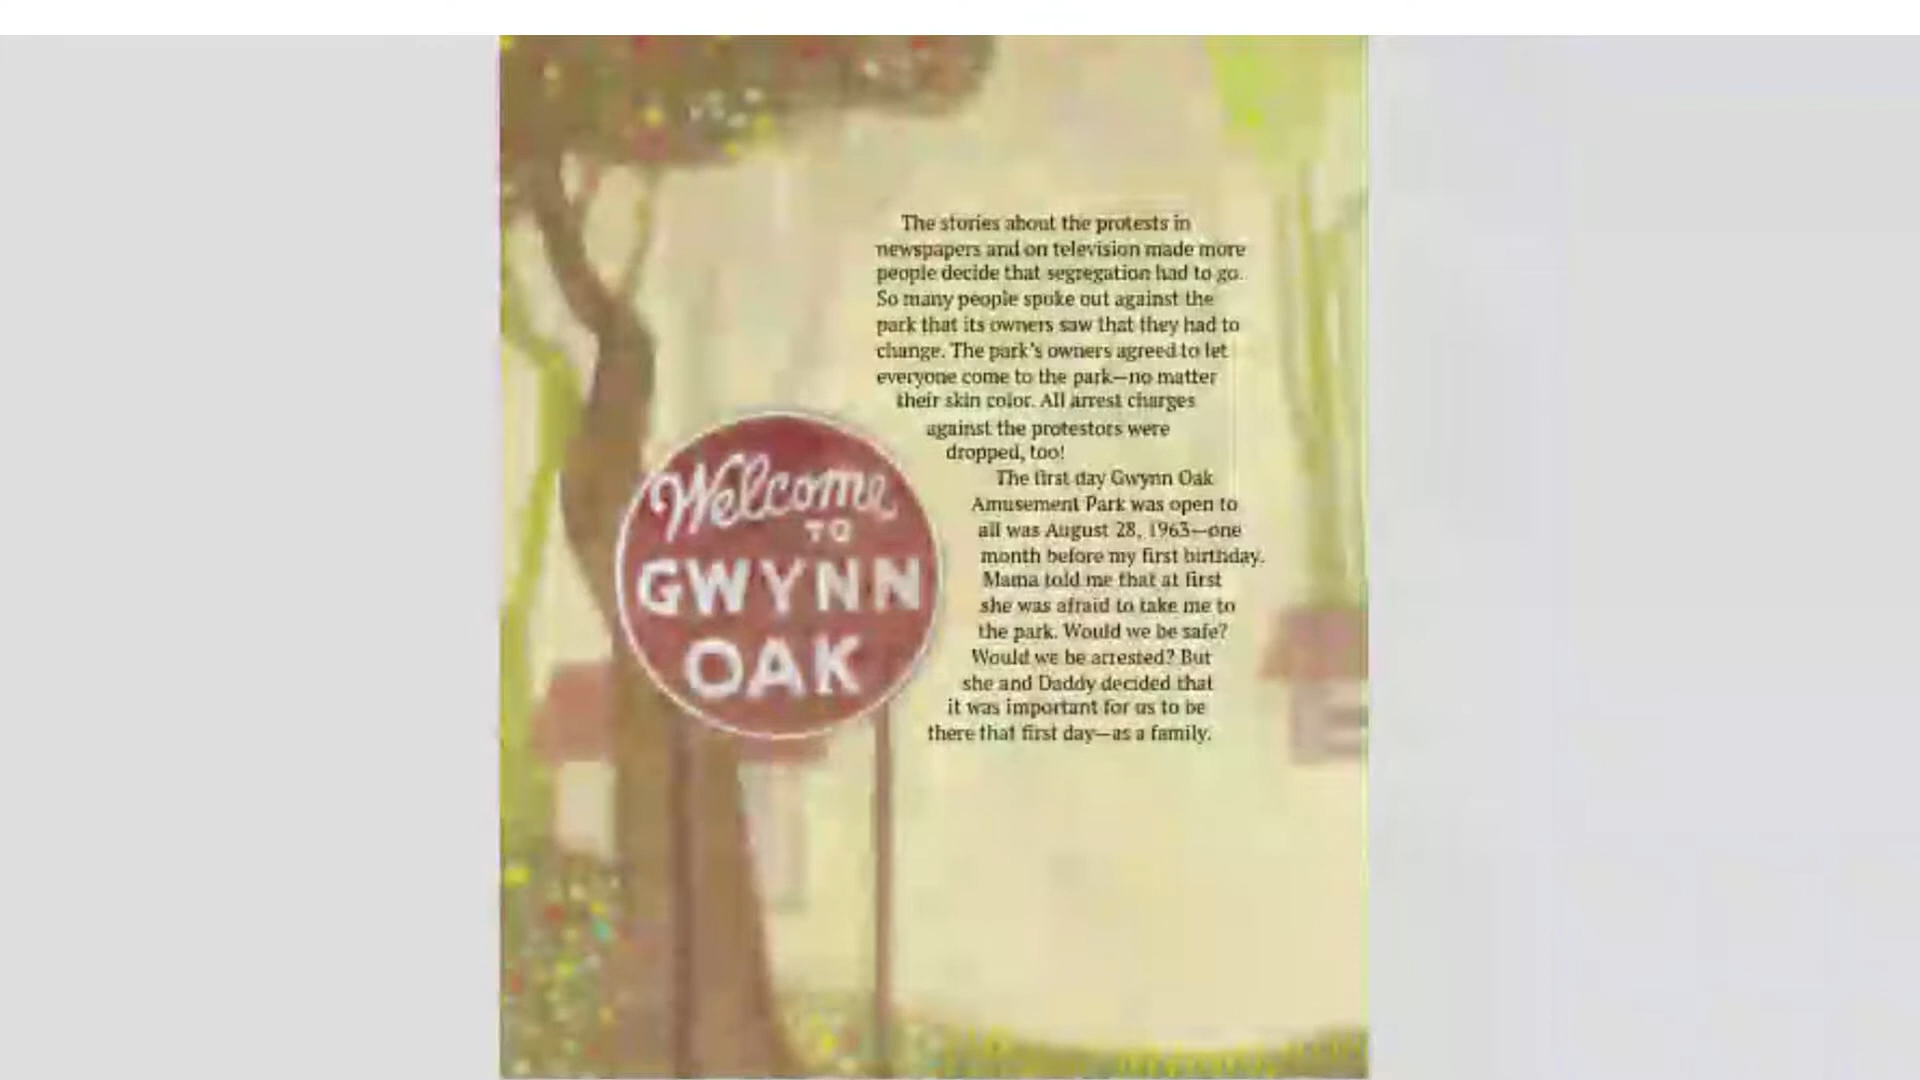 The stories about the protests in
newspapers and on television made more
people decide that segregation had to go.
So many people spoke out against the
park that its owners saw that they had to
change. The park's owners agreed to let
everyone come to the park—no matter
their skin color. All arrest charges
against the protestors were
dropped, too!
The first day Gwynn Oak
Amusement Park was open to
all was August 28, 1963—one
month before my first birthday.
Mama told me that at first
she was afraid to take me to
the park. Would we be safe?
Would we be arrested? But
she and Daddy decided that
it was important for us to be
there that first day—as a family.
Welcome
TO
GWYNN
OAK